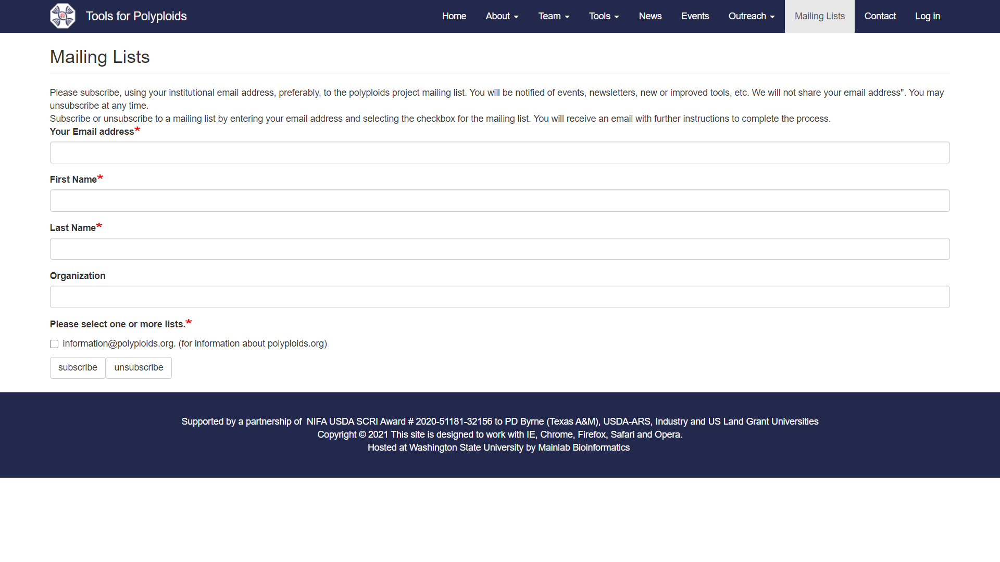 Tools for Polyploids
Home About Team Tools News Events Outreach Mailing Lists Contact Log in
Mailing Lists
Please subscribe, using your institutional email address, preferably, to the polyploids project mailing list. You will be notified of events, newsletters, new or improved tools, etc. We will not share your email address". You may
unsubscribe at any time.
Subscribe or unsubscribe to a mailing list by entering your email address and selecting the checkbox for the mailing list. You will receive an email with further instructions to complete the process.
Your Email address*
First Name*
Last Name*
Organization
Please select one or more lists.*
information@polyploids.org. (for information about polyploids.org)
subscribe unsubscribe
Supported by a partnership of NIFA USDA SCRI Award # 2020-51181-32156 to PD Byrne (Texas A&M), USDA-ARS, Industry and US Land Grant Universities
Copyright © 2021 This site is designed to work with IE, Chrome, Firefox, Safari and Opera.
Hosted at Washington State University by Mainlab Bioinformatics